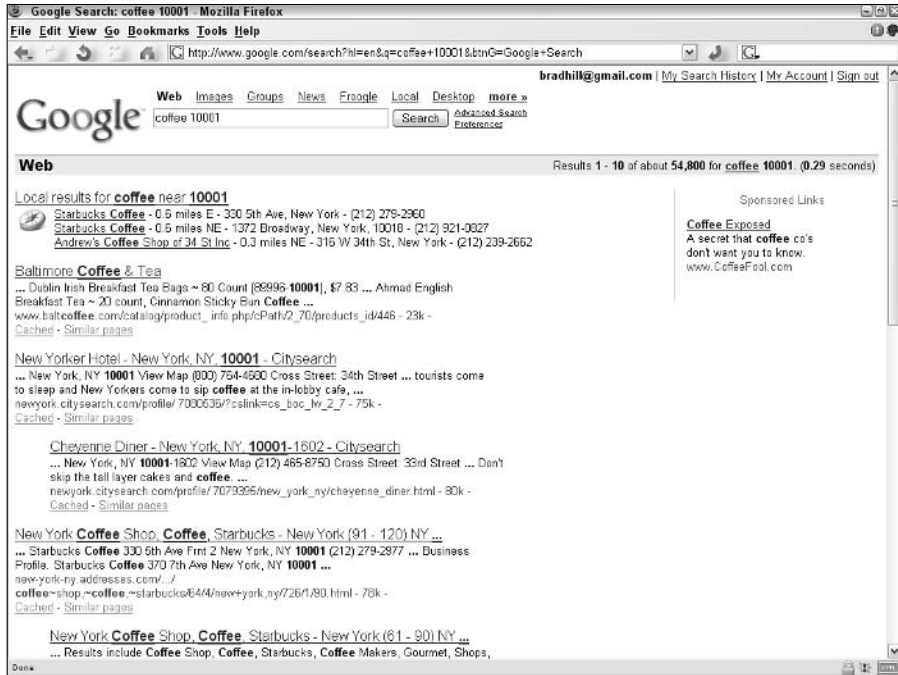 Google Search: coffee 10001 - Mozilla Firefox
File Edit View Go Bookmarks Tools Help
http://www.google.com/search?hl=en&q=coffee+10001&btnG=Google+Search
bradhill@gmail.com | My Search History | My Account | Sign out
Google
Web Images Groups News Froogle Local Desktop more »
coffee 10001
Search
Advanced Search
Preferences
Web
Results 1 - 10 of about 54,800 for coffee 10001. (0.29 seconds)
Local results for coffee near 10001
Starbucks Coffee - 0.6 miles E - 330 5th Ave, New York - (212) 279-2960
Starbucks Coffee - 0.6 miles NE - 1372 Broadway, New York, 10018 - (212) 921-0827
Andrew's Coffee Shop of 34 St Inc - 0.3 miles NE - 316 W 34th St, New York - (212) 239-2662
Sponsored Links
Coffee Exposed
A secret that coffee co's
don't want you to know.
www.CoffeeFool.com
Baltimore Coffee & Tea
... Dublin Irish Breakfast Tea Bags ~ 80 Count [89996-10001], $7.83 ... Ahmad English
Breakfast Tea ~ 20 count, Cinnamon Sticky Bun Coffee ...
www.baltcoffee.com/catalog/product_ info.php/cPath/2_70/products_id/446 - 23k -
Cached - Similar pages
New Yorker Hotel - New York, NY, 10001 - Citysearch
... New York, NY 10001 View Map (800) 764-4680 Cross Street: 34th Street ... tourists come
to sleep and New Yorkers come to sip coffee at the in-lobby cafe, ...
newyork.citysearch.com/profile/ 7080536/?cslink=cs_boc_lw_2_7 - 75k -
Cached - Similar pages
Cheyenne Diner - New York, NY, 10001-1602 - Citysearch
... New York, NY 10001-1602 View Map (212) 465-8750 Cross Street: 33rd Street ... Don't
skip the tall layer cakes and coffee. ...
newyork.citysearch.com/profile/ 7079395/new_york_ny/cheyenne_diner.html - 80k -
Cached - Similar pages
New York Coffee Shop, Coffee, Starbucks - New York (91 - 120) NY ...
... Starbucks Coffee 330 5th Ave Frnt 2 New York, NY 10001 (212) 279-2977 ... Business
Profile. Starbucks Coffee 370 7th Ave New York, NY 10001 ...
new-york-ny.addresses.com/.../
coffee~shop,~coffee,~starbucks/64/4/new+york,ny/726/1/90.html - 78k -
Cached - Similar pages
New York Coffee Shop, Coffee, Starbucks - New York (61 - 90) NY ...
... Results include Coffee Shop, Coffee, Starbucks, Coffee Makers, Gourmet, Shops,
Done